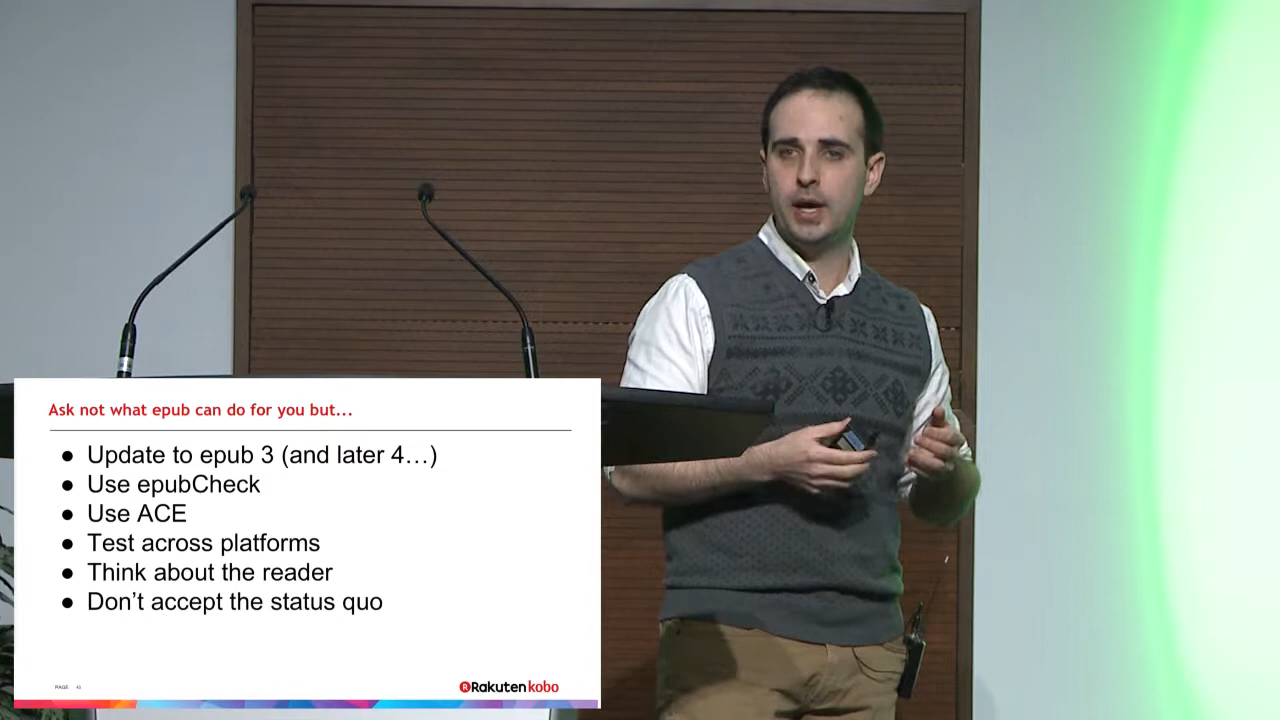 Ask not what epub can do for you but...
● Update to epub 3 (and later 4…)
● Use epubCheck
● Use ACE
● Test across platforms
● Think about the reader
● Don’t accept the status quo
PAGE 43
R Rakuten kobo